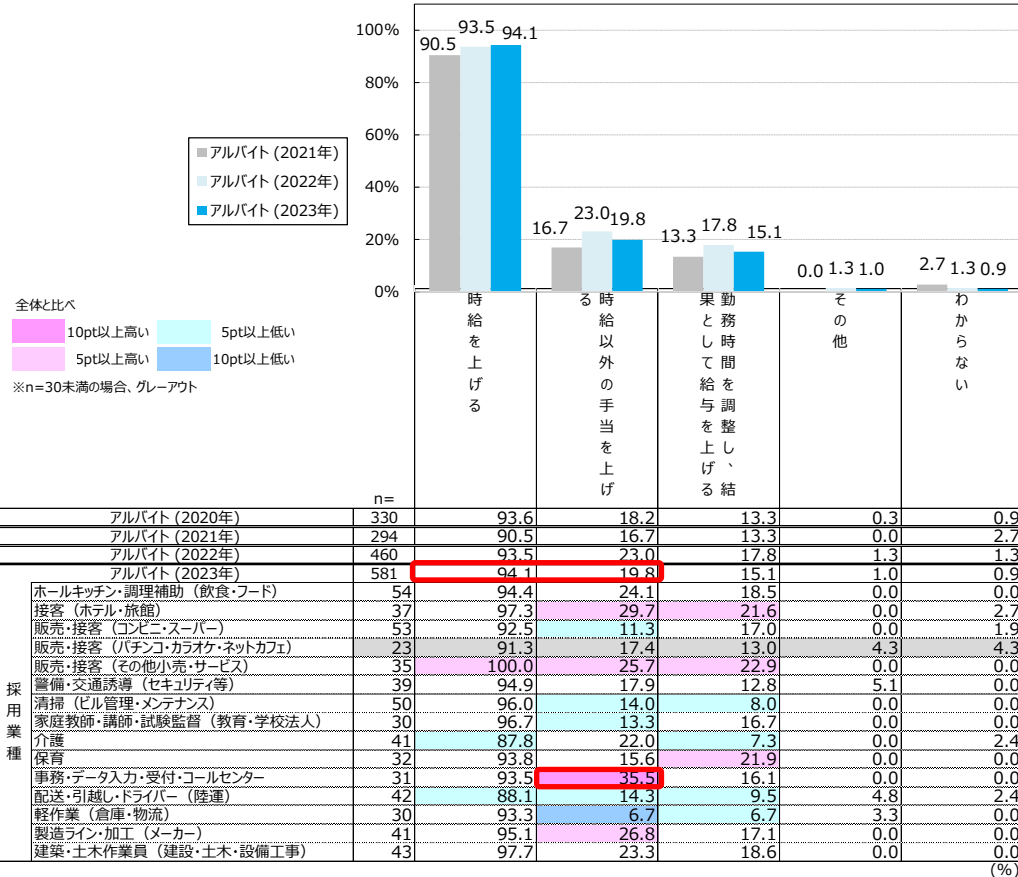 100%
80%
60%
40%
20%
0%
90.5 93.5 94.1
16.7 23.0 19.8
13.3 17.8 15.1
0.0 1.3 1.0
2.7 1.3 0.9
アルバイト (2021年)
アルバイト (2022年)
アルバイト (2023年)
全体と比べ
10pt以上高い 5pt以上低い
5pt以上高い 10pt以上低い
※n=30未満の場合、グレーアウト
時給を上げる
時給以外の手当を上げ
る
勤務時間を調整し、結
果として給与を上げる
その他
わからない
n=
アルバイト (2020年) 330 93.6 18.2 13.3 0.3 0.9
アルバイト (2021年) 294 90.5 16.7 13.3 0.0 2.7
アルバイト (2022年) 460 93.5 23.0 17.8 1.3 1.3
アルバイト (2023年) 581 94.1 19.8 15.1 1.0 0.9
採用業種
ホールキッチン・調理補助（飲食・フード） 54 94.4 24.1 18.5 0.0 0.0
接客（ホテル・旅館） 37 97.3 29.7 21.6 0.0 2.7
販売・接客（コンビニ・スーパー） 53 92.5 11.3 17.0 0.0 1.9
販売・接客（パチンコ・カラオケ・ネットカフェ） 23 91.3 17.4 13.0 4.3 4.3
販売・接客（その他小売・サービス） 35 100.0 25.7 22.9 0.0 0.0
警備・交通誘導（セキュリティ等） 39 94.9 17.9 12.8 5.1 0.0
清掃（ビル管理・メンテナンス） 50 96.0 14.0 8.0 0.0 0.0
家庭教師・講師・試験監督（教育・学校法人） 30 96.7 13.3 16.7 0.0 0.0
介護 41 87.8 22.0 7.3 0.0 2.4
保育 32 93.8 15.6 21.9 0.0 0.0
事務・データ入力・受付・コールセンター 31 93.5 35.5 16.1 0.0 0.0
配送・引越し・ドライバー（陸運） 42 88.1 14.3 9.5 4.8 2.4
軽作業（倉庫・物流） 30 93.3 6.7 6.7 3.3 0.0
製造ライン・加工（メーカー） 41 95.1 26.8 17.1 0.0 0.0
建築・土木作業員（建設・土木・設備工事） 43 97.7 23.3 18.6 0.0 0.0
(%)